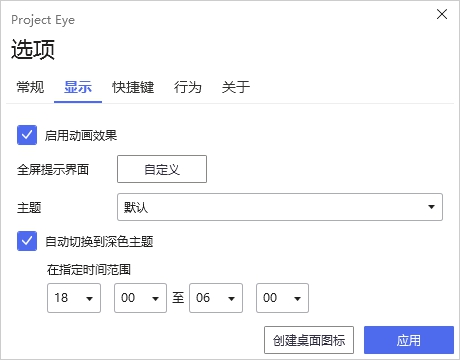 Project Eye
选项
常规 显示 快捷键 行为 关于
启用动画效果
全屏提示界面 自定义
主题 默认
自动切换到深色主题
在指定时间范围
18 00 至 06 00
创建桌面图标 应用